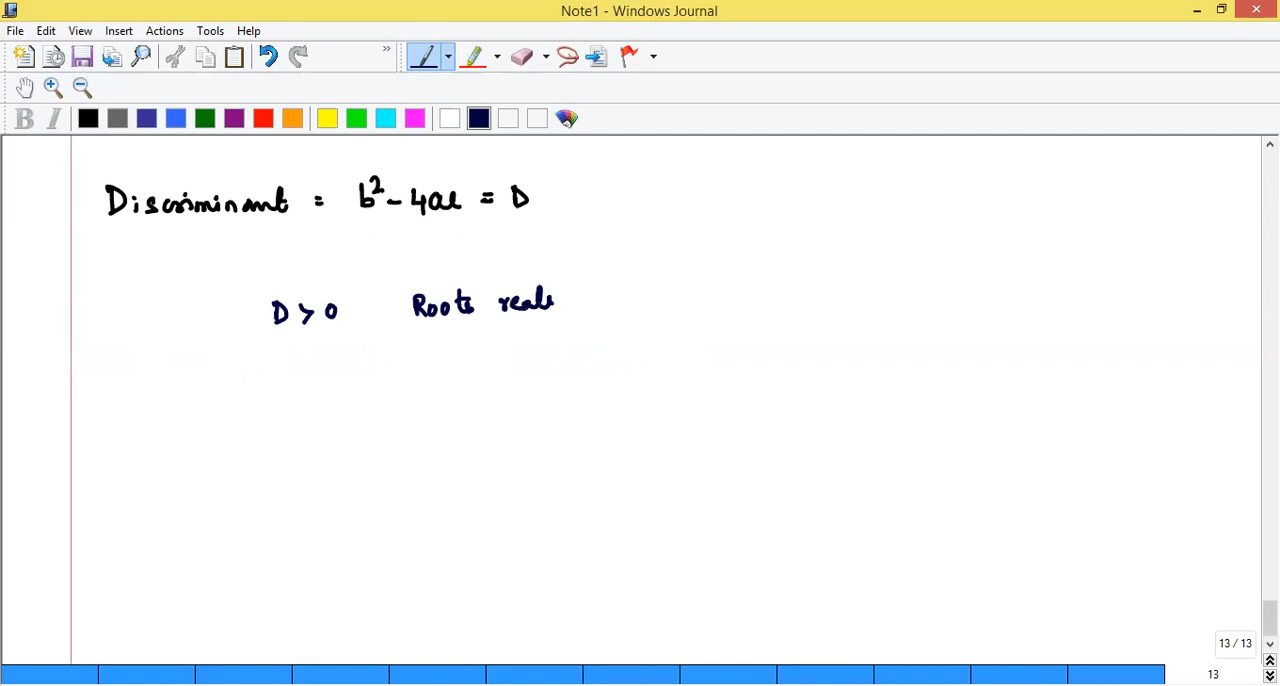 Note1 - Windows Journal
File Edit View Insert Actions Tools Help
B I
Discriminant = b² - 4ac = D
D > 0 Roots real
13 / 13
13